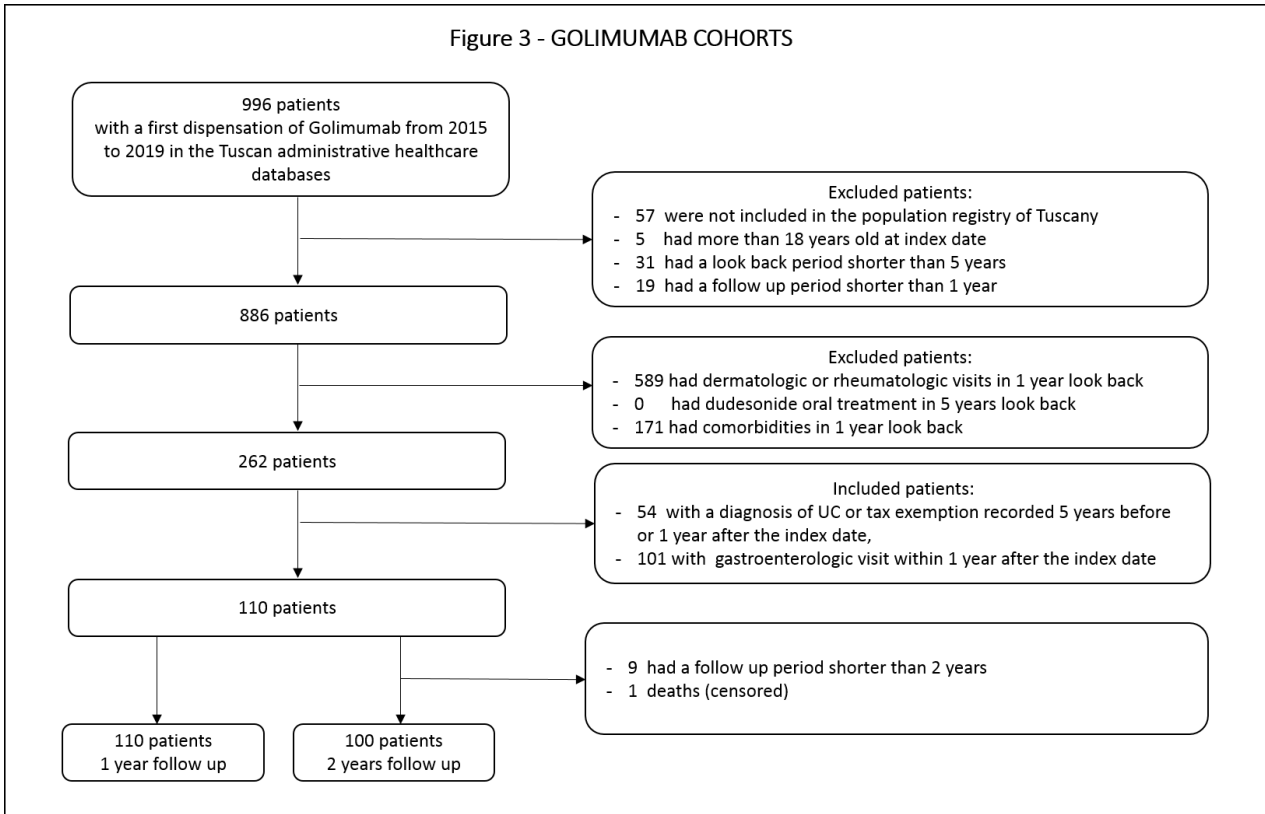 Figure 3 - GOLIMUMAB COHORTS
996 patients
with a first dispensation of Golimumab from 2015
to 2019 in the Tuscan administrative healthcare
databases
Excluded patients:
- 57 were not included in the population registry of Tuscany
- 5 had more than 18 years old at index date
- 31 had a look back period shorter than 5 years
- 19 had a follow up period shorter than 1 year
886 patients
Excluded patients:
- 589 had dermatologic or rheumatologic visits in 1 year look back
- 0 had dudesonide oral treatment in 5 years look back
- 171 had comorbidities in 1 year look back
262 patients
Included patients:
- 54 with a diagnosis of UC or tax exemption recorded 5 years before
or 1 year after the index date,
- 101 with gastroenterologic visit within 1 year after the index date
110 patients
- 9 had a follow up period shorter than 2 years
- 1 deaths (censored)
110 patients
1 year follow up
100 patients
2 years follow up